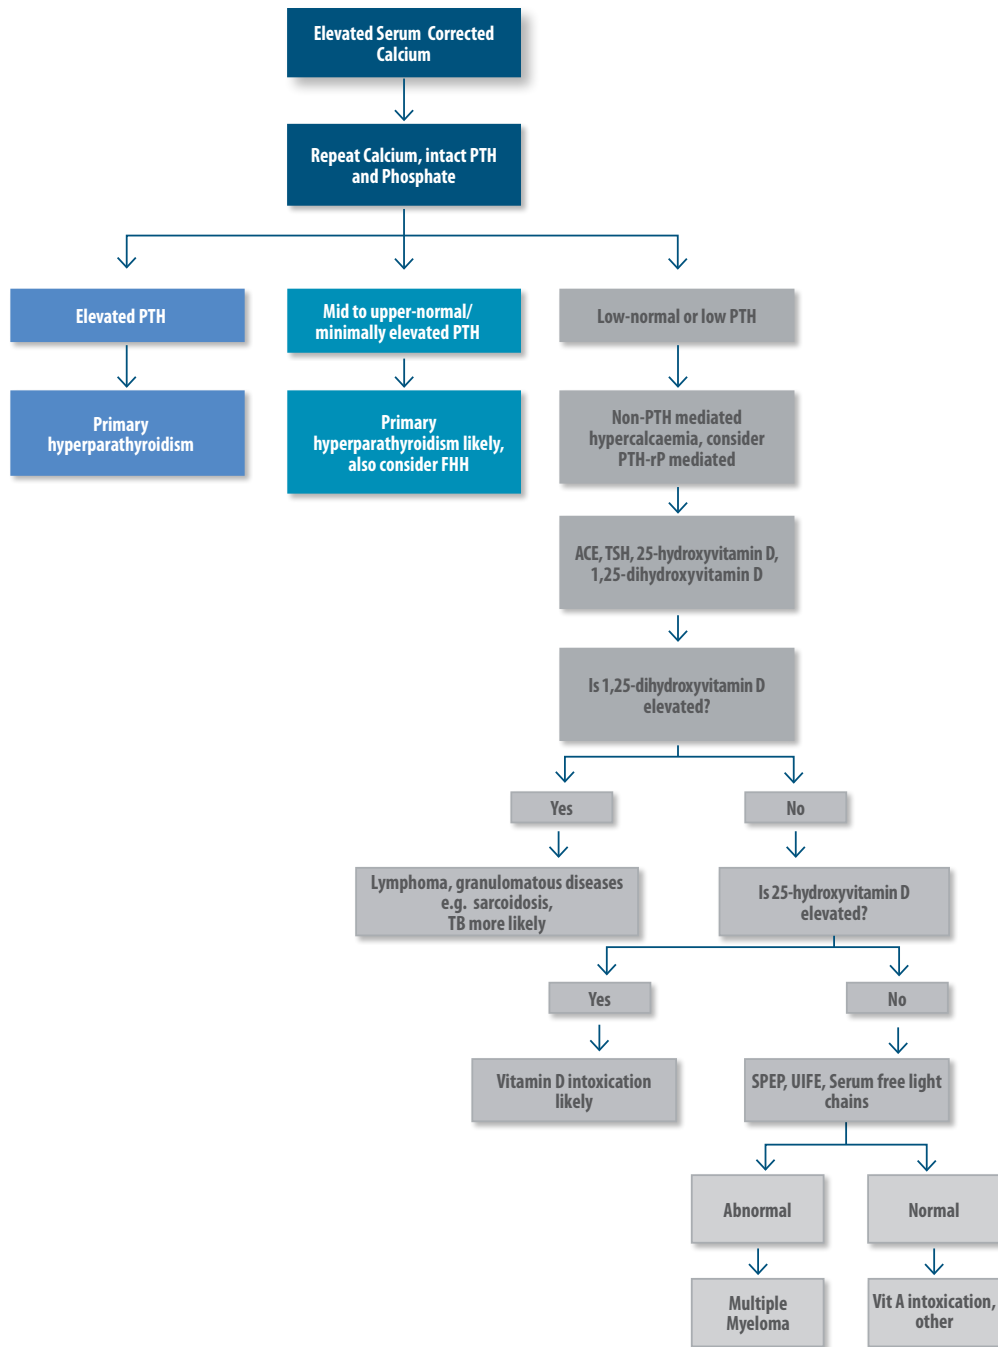 Elevated Serum Corrected
Calcium
Repeat Calcium, intact PTH
and Phosphate
Elevated PTH
Mid to upper-normal/
minimally elevated PTH
Low-normal or low PTH
Primary
hyperparathyroidism
Primary
hyperparathyroidism likely,
also consider FHH
Non-PTH mediated
hypercalcaemia, consider
PTH-rP mediated
ACE, TSH, 25-hydroxyvitamin D,
1,25-dihydroxyvitamin D
Is 1,25-dihydroxyvitamin D
elevated?
Yes
No
Lymphoma, granulomatous diseases
e.g. sarcoidosis,
TB more likely
Is 25-hydroxyvitamin D
elevated?
Yes
No
Vitamin D intoxication
likely
SPEP, UIFE, Serum free light
chains
Abnormal
Normal
Multiple
Myeloma
Vit A intoxication,
other